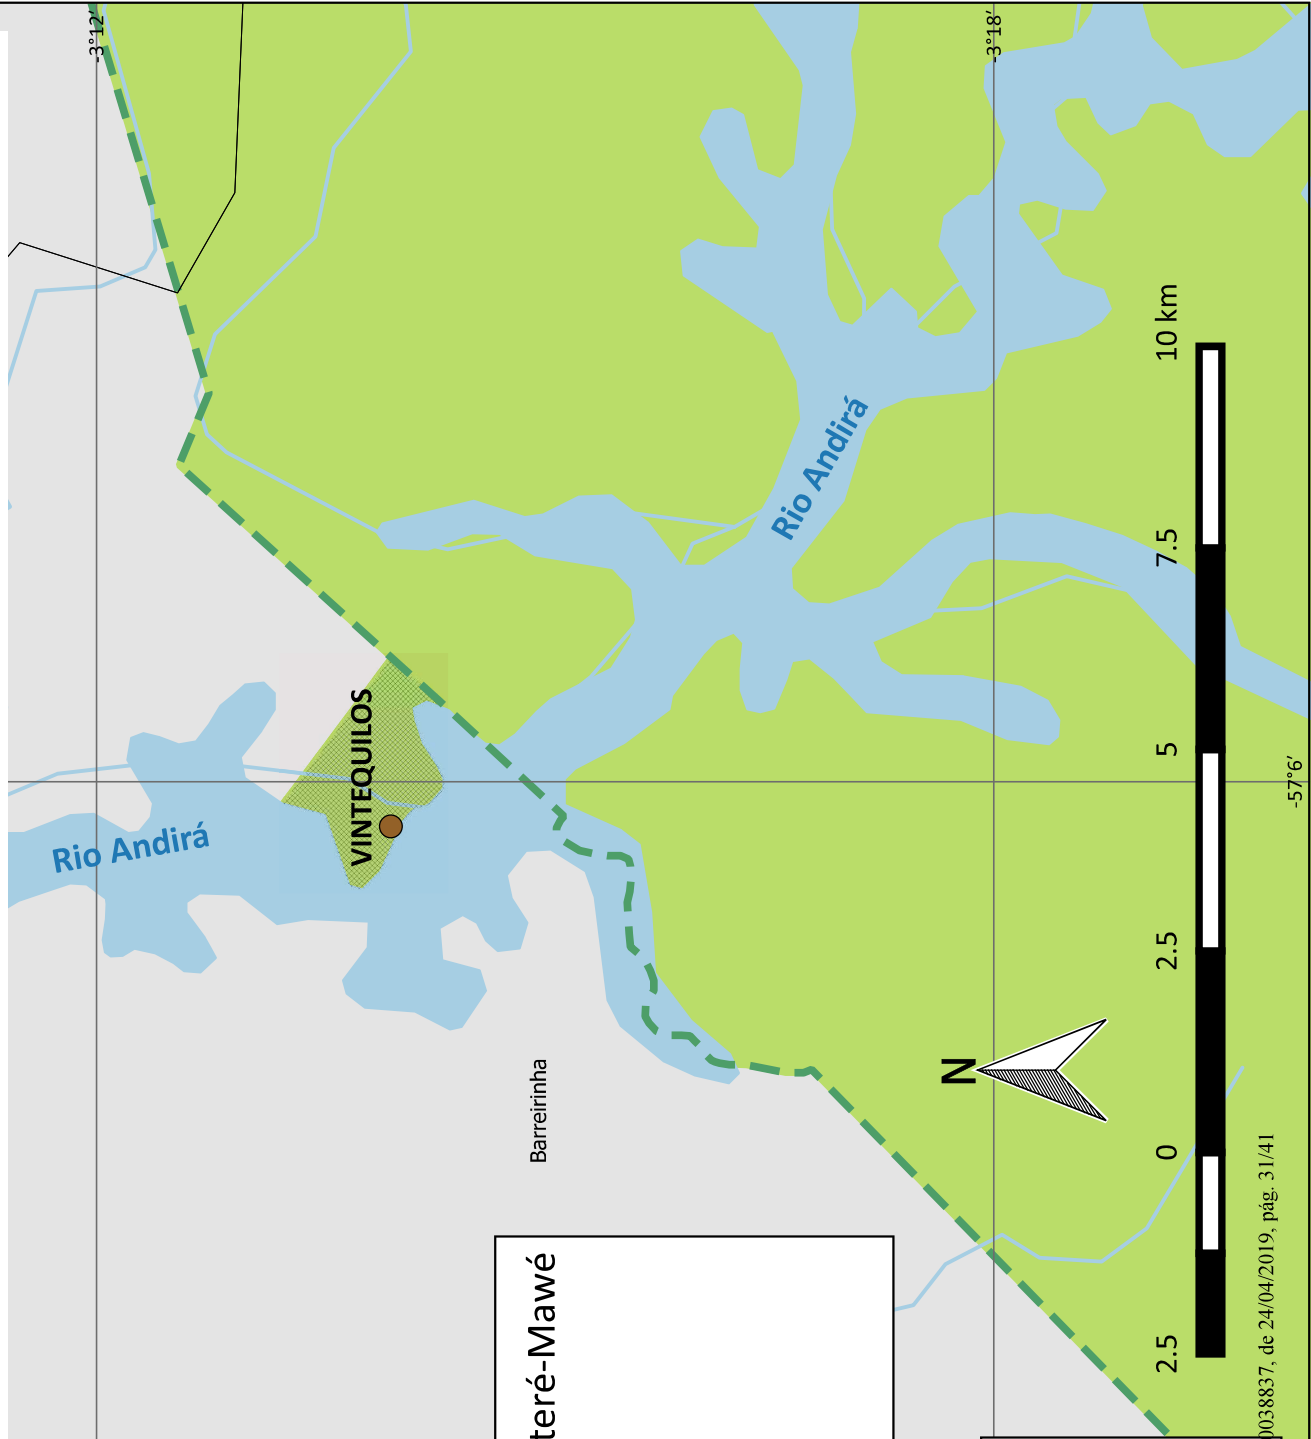 -3°12′
-3°18′
Rio Andirá
VINTEQUILOS
Rio Andirá
Barreirinha
N
-57°6′
2.5
0
2.5
5
7.5
10 km
teré-Mawé
0038837, de 24/04/2019, pág. 31/41